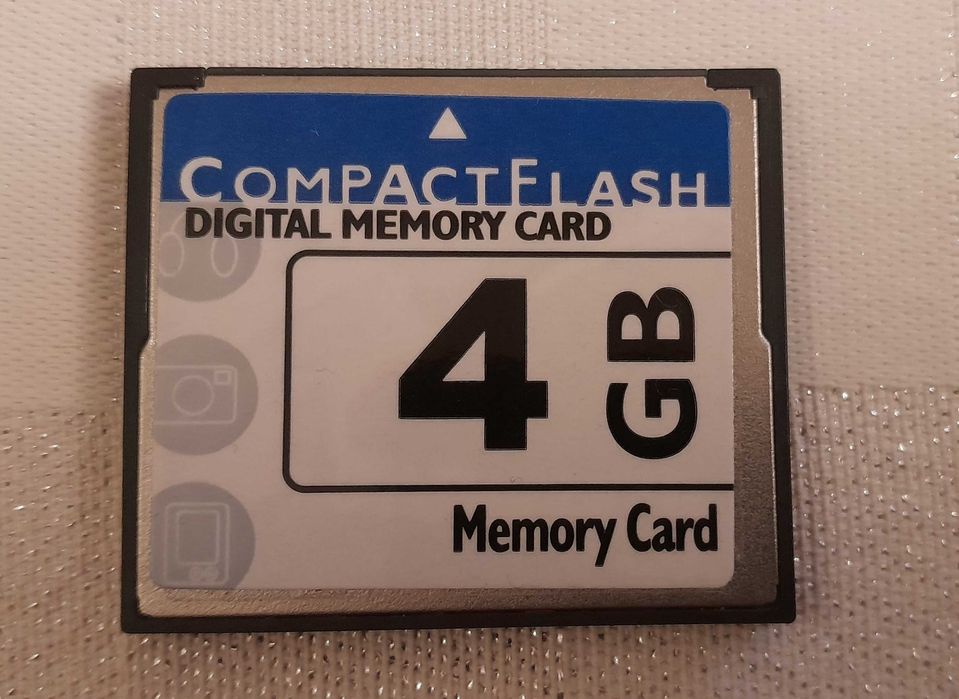 COMPACTFLASH
DIGITAL MEMORY CARD
4 GB
Memory Card